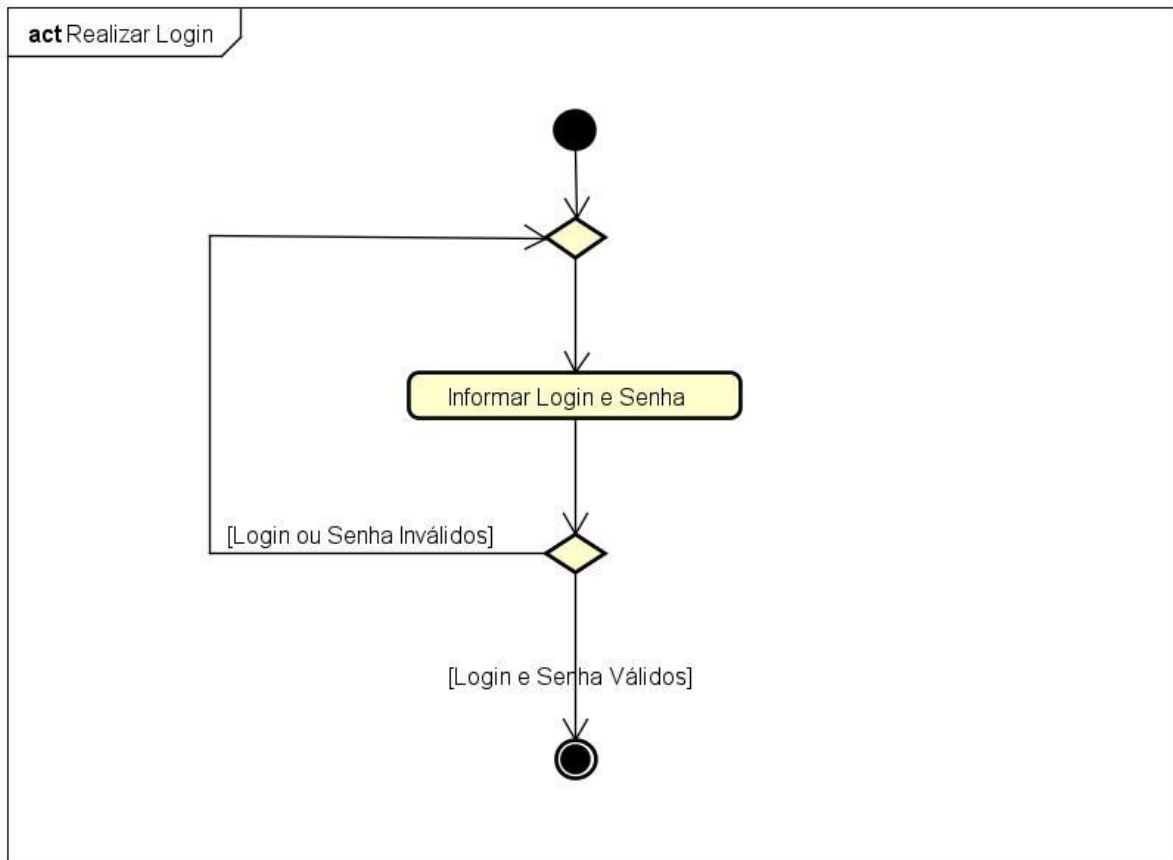 act Realizar Login
Informar Login e Senha
[Login ou Senha Inválidos]
[Login e Senha Válidos]